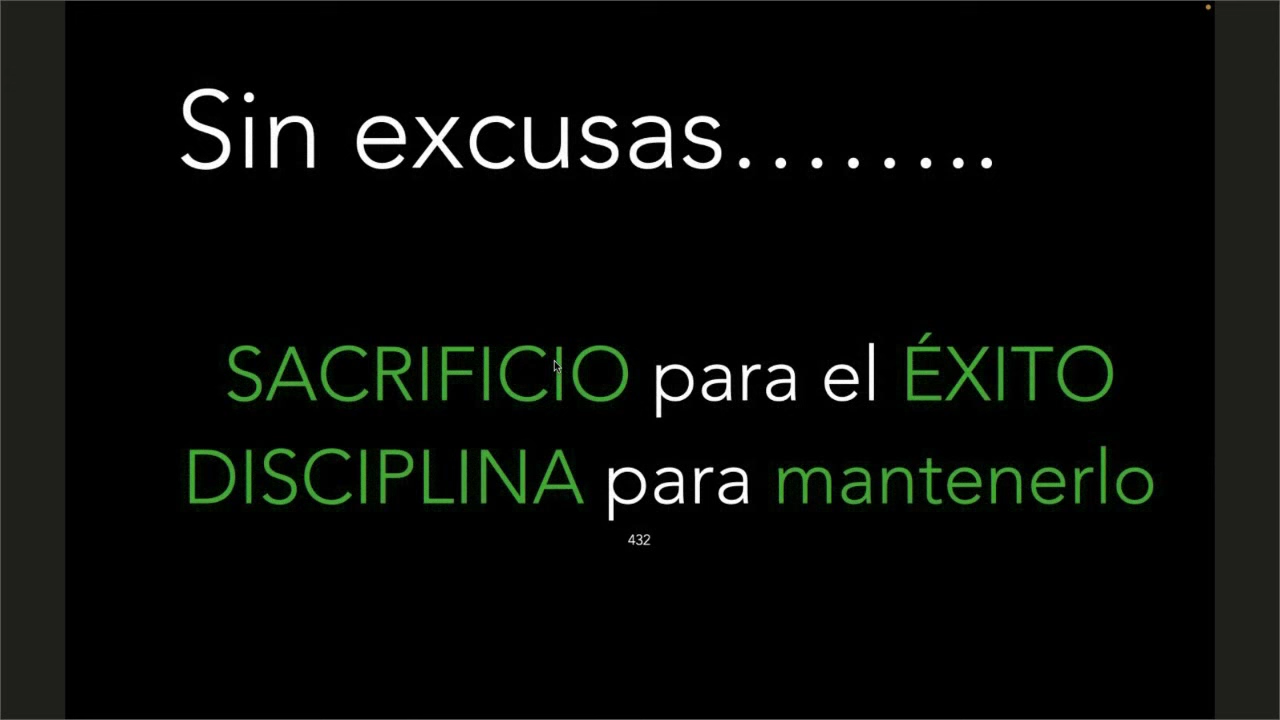 Sin excusas........
SACRIFICIO para el ÉXITO
DISCIPLINA para mantenerlo
432